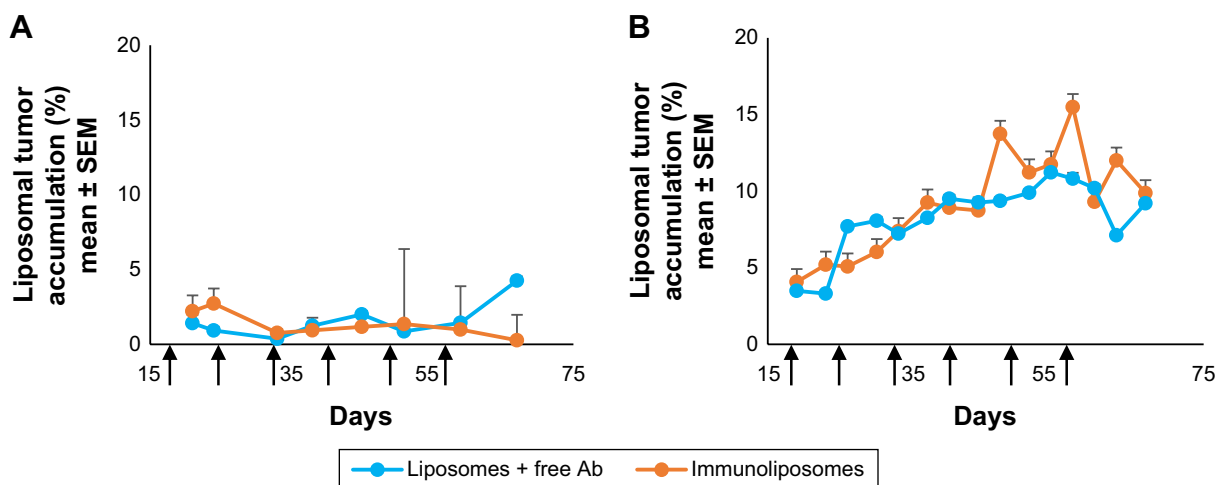 A
Liposomal tumor
accumulation (%)
mean ± SEM
20
15
10
5
0
15
35
55
75
Days
B
Liposomal tumor
accumulation (%)
mean ± SEM
20
15
10
5
0
15
35
55
75
Days
Liposomes + free Ab
Immunoliposomes